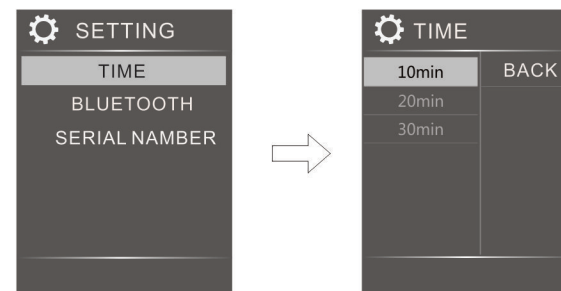 SETTING
TIME
BLUETOOTH
SERIAL NAMBER
TIME
10min
BACK
20min
30min